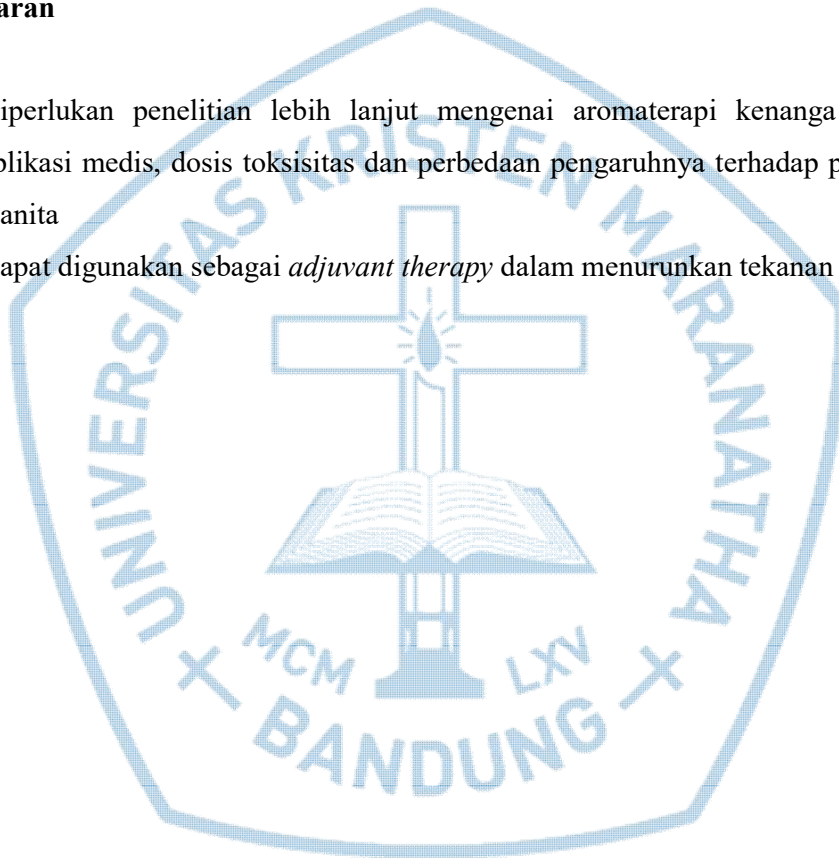 aran
iperlukan penelitian lebih lanjut mengenai aromaterapi kenanga
plikasi medis, dosis toksisitas dan perbedaan pengaruhnya terhadap p
anita
apat digunakan sebagai adjuvant therapy dalam menurunkan tekanan
UNIVERSITAS KRISTEN MARANATHA
MCM LXV
BANDUNG